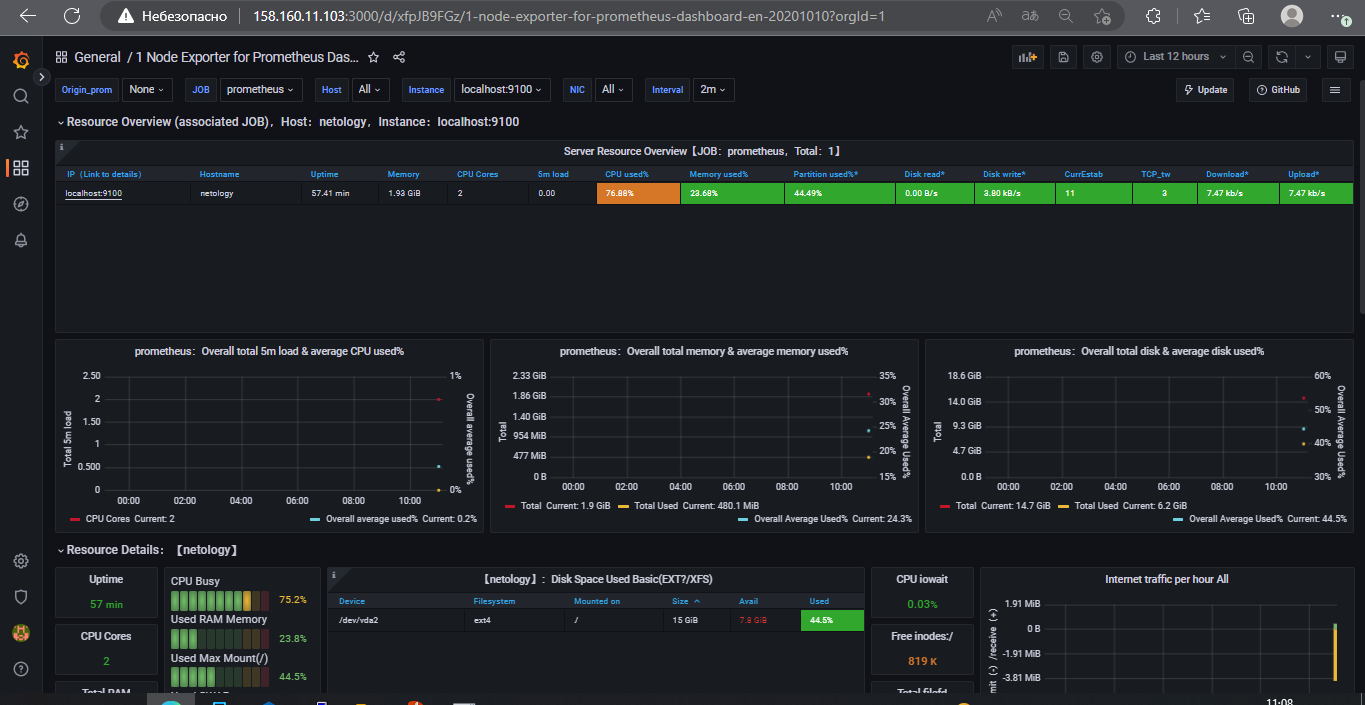 Небезопасно 158.160.11.103:3000/d/xfpJB9FGz/1-node-exporter-for-prometheus-dashboard-en-20201010?orgId=1
General / 1 Node Exporter for Prometheus Das... Last 12 hours
Origin_prom None JOB prometheus Host All Instance localhost:9100 NIC All Interval 2m Update GitHub
Resource Overview (associated JOB)，Host：netology，Instance：localhost:9100
Server Resource Overview【JOB：prometheus，Total：1】
IP（Link to details） Hostname Uptime Memory CPU Cores 5m load CPU used% Memory used% Partition used%* Disk read* Disk write* CurrEstab TCP_tw Download* Upload*
localhost:9100 netology 57.41 min 1.93 GiB 2 0.00 76.88% 23.68% 44.49% 0.00 B/s 3.80 kB/s 11 3 7.47 kb/s 7.47 kb/s
prometheus：Overall total 5m load & average CPU used%
2.50
2
1.50
1
0.500
0
1%
0%
Total 5m load
Overall average used%
00:00 02:00 04:00 06:00 08:00 10:00
CPU Cores Current: 2 Overall average used% Current: 0.2%
prometheus：Overall total memory & average memory used%
2.33 GiB
1.86 GiB
1.40 GiB
954 MiB
477 MiB
0 B
35%
30%
25%
20%
15%
Total
Overall Average Used%
00:00 02:00 04:00 06:00 08:00 10:00
Total Current: 1.9 GiB Total Used Current: 480.1 MiB
Overall Average Used% Current: 24.3%
prometheus：Overall total disk & average disk used%
18.6 GiB
14.0 GiB
9.3 GiB
4.7 GiB
0.0 B
60%
50%
40%
30%
Total
Overall Average Used%
00:00 02:00 04:00 06:00 08:00 10:00
Total Current: 14.7 GiB Total Used Current: 6.2 GiB
Overall Average Used% Current: 44.5%
Resource Details：【netology】
Uptime
57 min
CPU Cores
2
Total RAM
CPU Busy
75.2%
Used RAM Memory
23.8%
Used Max Mount(/)
44.5%
【netology】：Disk Space Used Basic(EXT?/XFS)
Device Filesystem Mounted on Size Avail Used
/dev/vda2 ext4 / 15 GiB 7.8 GiB 44.5%
CPU iowait
0.03%
Free inodes:/
819 K
Total filefd
Internet traffic per hour All
1.91 MiB
0 B
-1.91 MiB
-3.81 MiB
mit (-) /receive (+)
11:08